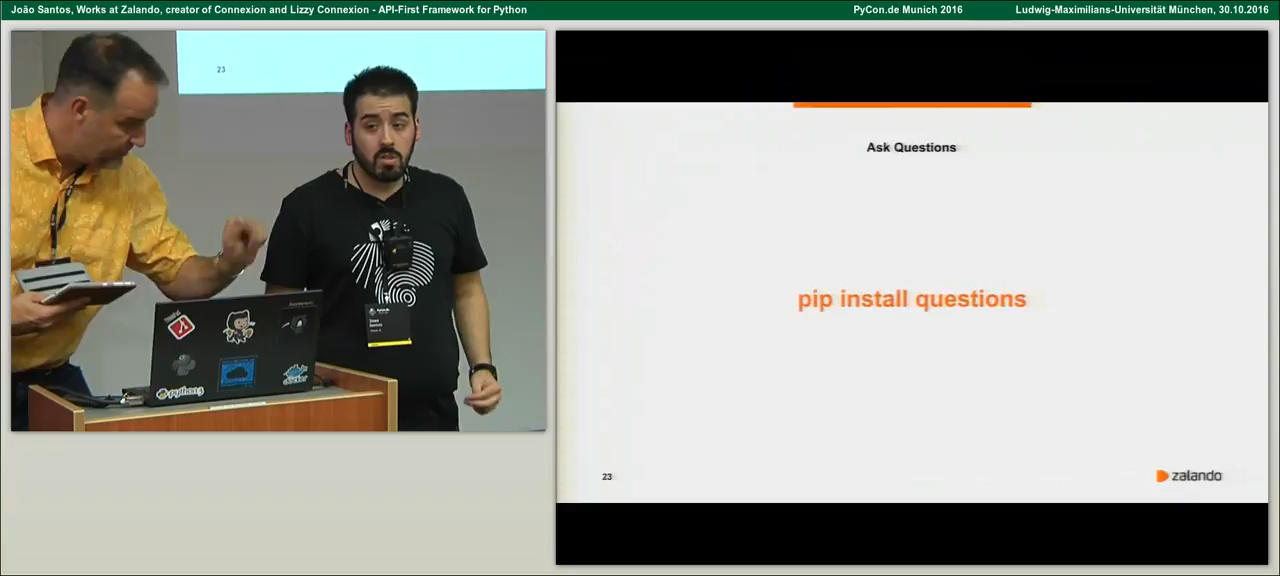 João Santos, Works at Zalando, creator of Connexion and Lizzy Connexion - API-First Framework for Python
PyCon.de Munich 2016
Ludwig-Maximilians-Universität München, 30.10.2016
23
Ask Questions
pip install questions
23
zalando
python
docker